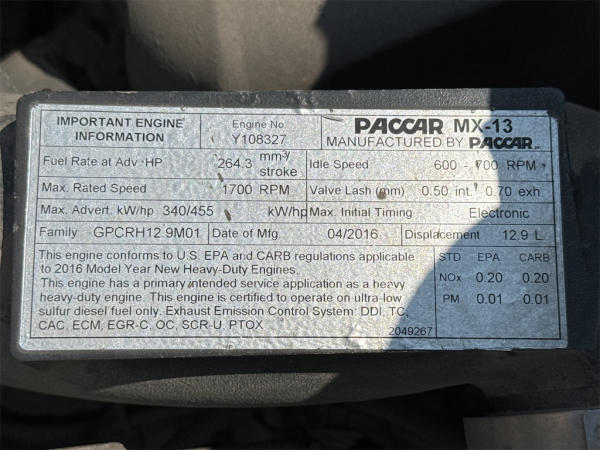 IMPORTANT ENGINE
INFORMATION
Engine No.
Y108327
PACCAR MX-13
MANUFACTURED BY PACCAR INC.
Fuel Rate at Adv. HP 264.3 mm³/stroke
Idle Speed 600 - 700 RPM
Max. Rated Speed 1700 RPM
Valve Lash (mm) 0.50 int. 0.70 exh.
Max. Advert. kW/hp 340/455 kW/hp
Max. Initial Timing Electronic
Family GPCRH12.9M01
Date of Mfg. 04/2016
Displacement 12.9 L
This engine conforms to U.S. EPA and CARB regulations applicable
to 2016 Model Year New Heavy-Duty Engines.
This engine has a primary intended service application as a heavy
heavy-duty engine. This engine is certified to operate on ultra-low
sulfur diesel fuel only. Exhaust Emission Control System: DDI, TC,
CAC, ECM, EGR-C, OC, SCR-U, PTOX
2049267
STD EPA CARB
NOx 0.20 0.20
PM 0.01 0.01